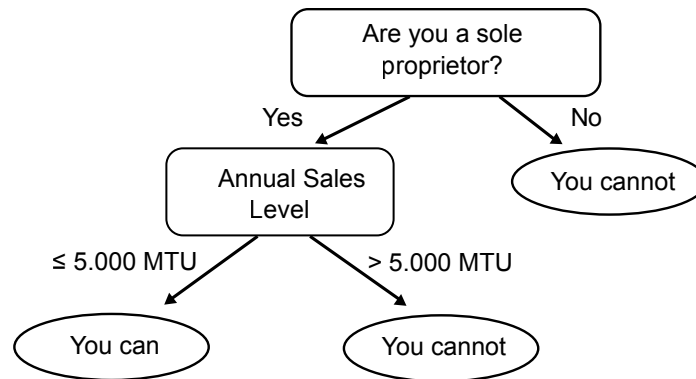 Are you a sole
proprietor?
Yes
No
Annual Sales
Level
You cannot
≤ 5.000 MTU
> 5.000 MTU
You can
You cannot